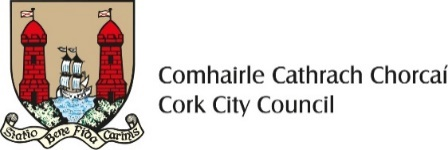 Comhairle Cathrach Chorcaí
Cork City Council
Statio Bene Fida Carinis